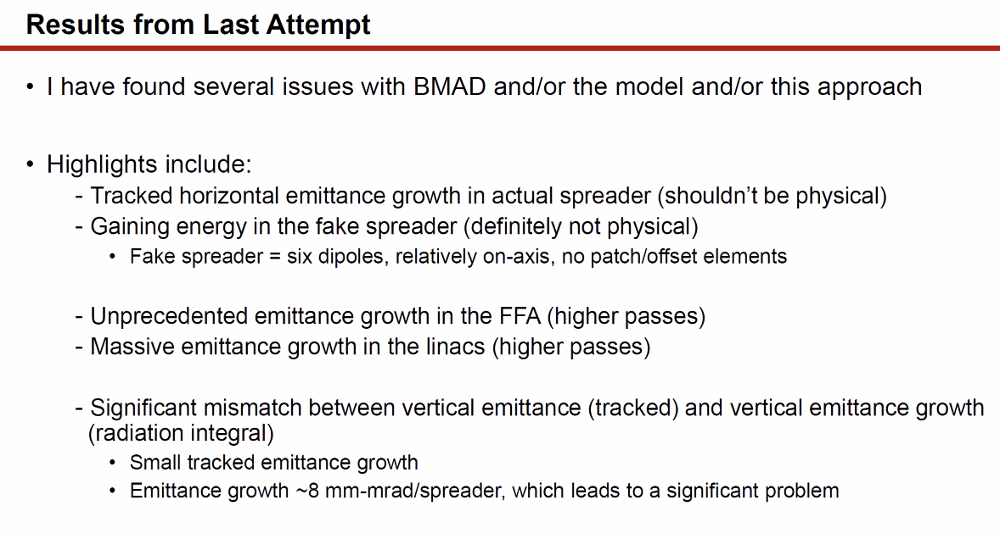 Results from Last Attempt
• I have found several issues with BMAD and/or the model and/or this approach
• Highlights include:
- Tracked horizontal emittance growth in actual spreader (shouldn’t be physical)
- Gaining energy in the fake spreader (definitely not physical)
• Fake spreader = six dipoles, relatively on-axis, no patch/offset elements
- Unprecedented emittance growth in the FFA (higher passes)
- Massive emittance growth in the linacs (higher passes)
- Significant mismatch between vertical emittance (tracked) and vertical emittance growth
(radiation integral)
• Small tracked emittance growth
• Emittance growth ~8 mm-mrad/spreader, which leads to a significant problem